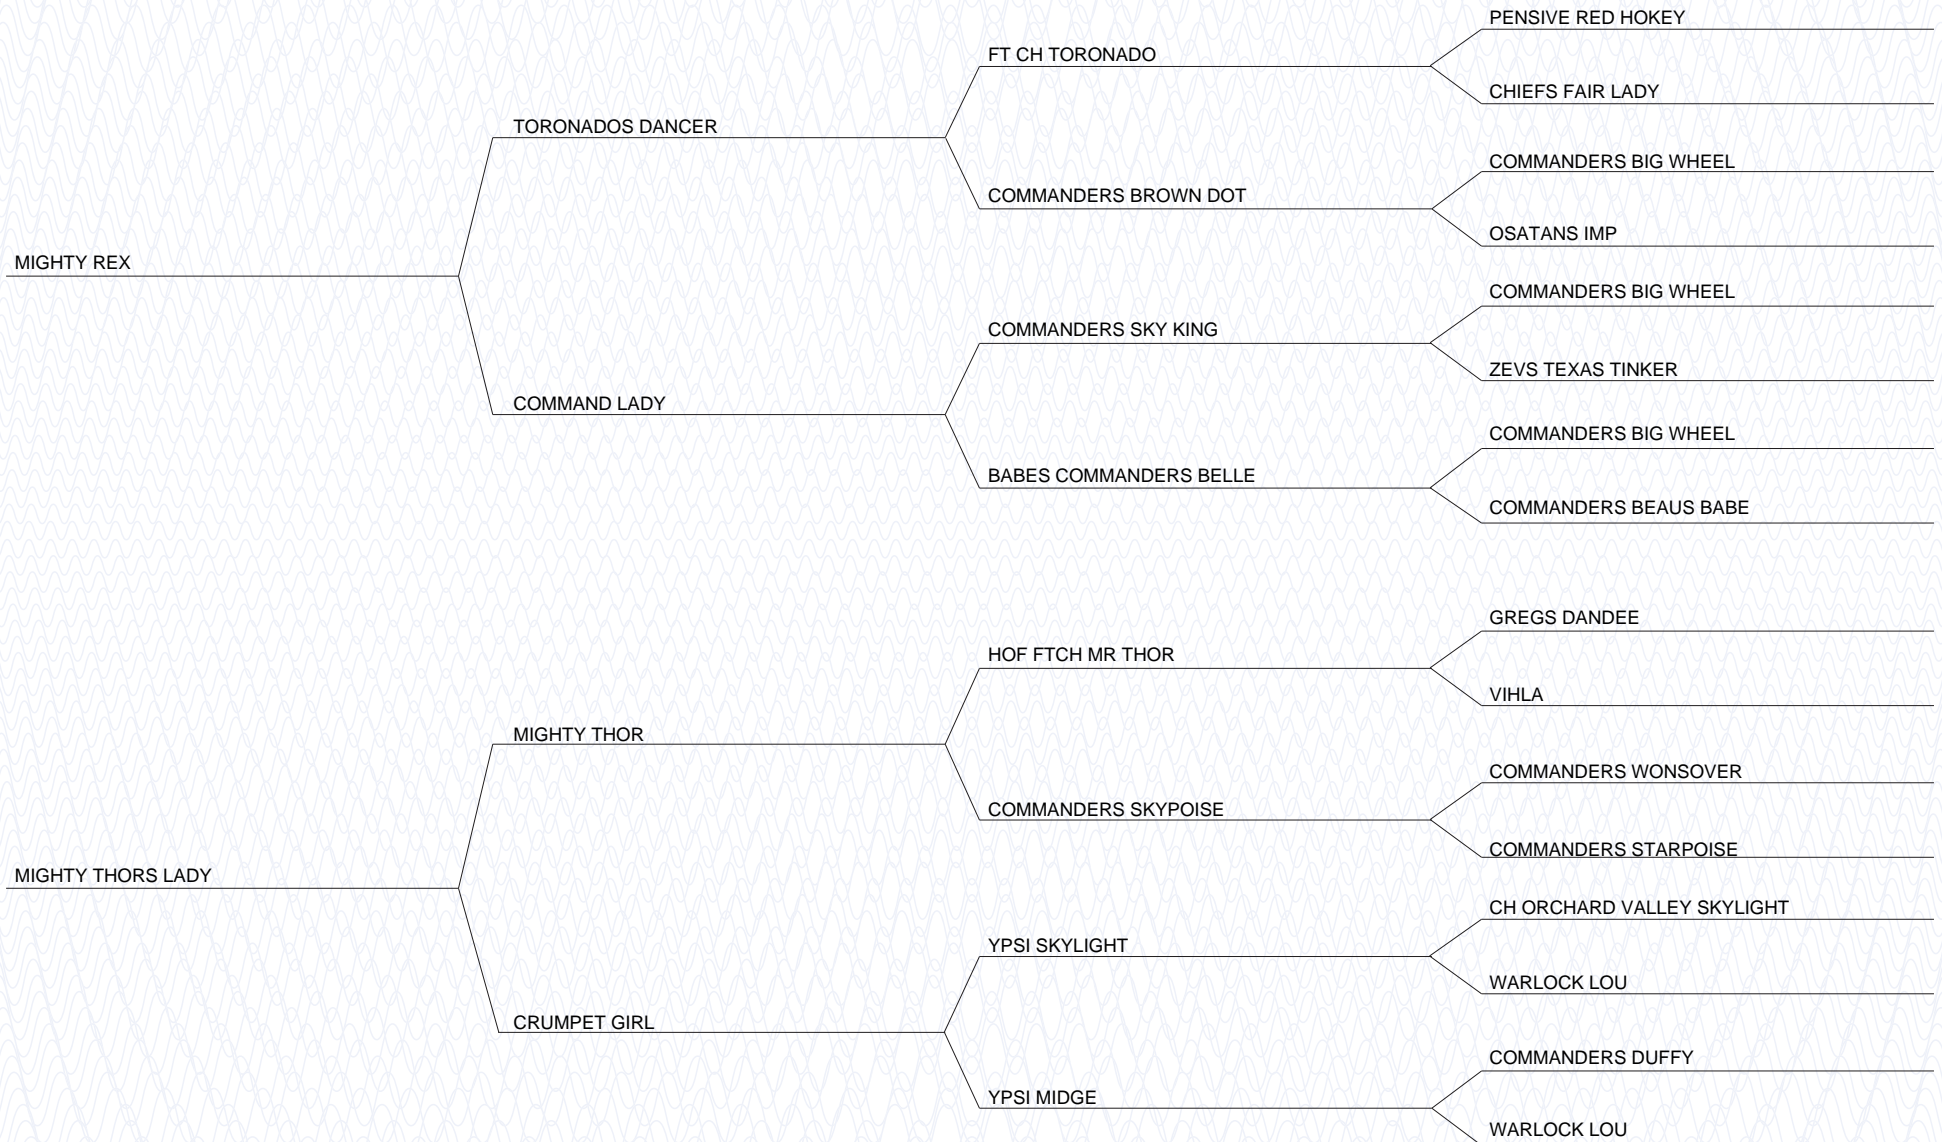 PENSIVE RED HOKEY
FT CH TORONADO
CHIEFS FAIR LADY
TORONADOS DANCER
COMMANDERS BIG WHEEL
COMMANDERS BROWN DOT
OSATANS IMP
MIGHTY REX
COMMANDERS BIG WHEEL
COMMANDERS SKY KING
ZEVS TEXAS TINKER
COMMAND LADY
COMMANDERS BIG WHEEL
BABES COMMANDERS BELLE
COMMANDERS BEAUS BABE
GREGS DANDEE
HOF FTCH MR THOR
VIHLA
MIGHTY THOR
COMMANDERS WONSOVER
COMMANDERS SKYPOISE
COMMANDERS STARPOISE
MIGHTY THORS LADY
CH ORCHARD VALLEY SKYLIGHT
YPSI SKYLIGHT
WARLOCK LOU
CRUMPET GIRL
COMMANDERS DUFFY
YPSI MIDGE
WARLOCK LOU